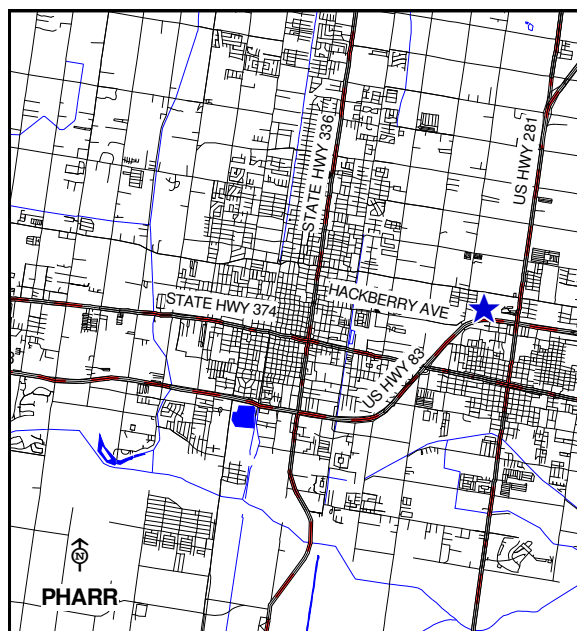 STATE HWY 336
US HWY 281
HACKBERRY AVE
STATE HWY 374
US HWY 83
N
PHARR